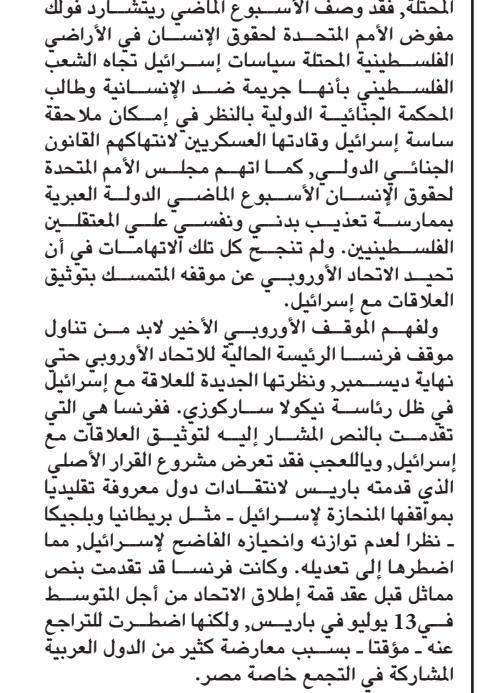 المحتلة, فقد وصف الأسبوع الماضي ريتشارد فولك
مفوض الأمم المتحدة لحقوق الإنسان في الأراضي
الفلسطينية المحتلة سياسات إسرائيل تجاه الشعب
الفلسطيني بأنها جريمة ضد الإنسانية وطالب
المحكمة الجنائية الدولية بالنظر في إمكان ملاحقة
ساسة إسرائيل وقادتها العسكريين لانتهاكهم القانون
الجنائي الدولي, كما اتهم مجلس الأمم المتحدة
لحقوق الإنسان الأسبوع الماضي الدولة العبرية
بممارسة تعذيب بدني ونفسي علي المعتقلين
الفلسطينيين. ولم تنجح كل تلك الاتهامات في أن
تحيد الاتحاد الأوروبي عن موقفه المتمسك بتوثيق
العلاقات مع إسرائيل.
ولفهم الموقف الأوروبي الأخير لابد من تناول
موقف فرنسا الرئيسة الحالية للاتحاد الأوروبي حتي
نهاية ديسمبر, ونظرتها الجديدة للعلاقة مع إسرائيل
في ظل رئاسة نيكولا ساركوزي. ففرنسا هي التي
تقدمت بالنص المشار إليه لتوثيق العلاقات مع
إسرائيل, وياللعجب فقد تعرض مشروع القرار الأصلي
الذي قدمته باريس لانتقادات دول معروفة تقليديا
بمواقفها المنحازة لإسرائيل ـ مثل بريطانيا وبلجيكا
ـ نظرا لعدم توازنه وانحيازه الفاضح لإسرائيل, مما
اضطرها إلى تعديله. وكانت فرنسا قد تقدمت بنص
مماثل قبل عقد قمة إطلاق الاتحاد من أجل المتوسط
في13 يوليو في باريس, ولكنها اضطرت للتراجع
عنه ـ مؤقتا ـ بسبب معارضة كثير من الدول العربية
المشاركة في التجمع خاصة مصر.